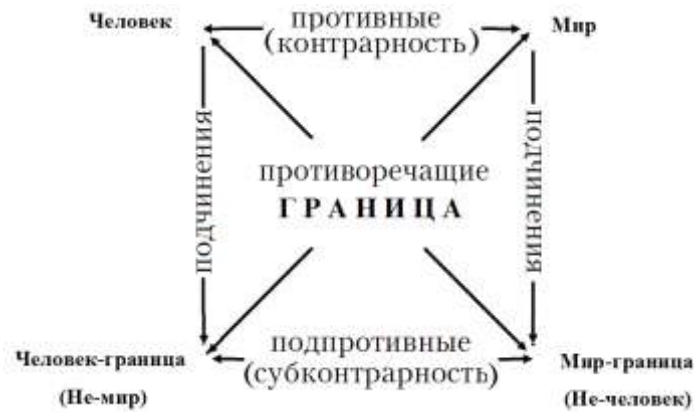 Человек
противные
(контрарность)
Мир
подчинения
подчинения
противоречащие
ГРАНИЦА
Человек-граница
(Не-мир)
подпротивные
(субконтрарность)
Мир-граница
(Не-человек)